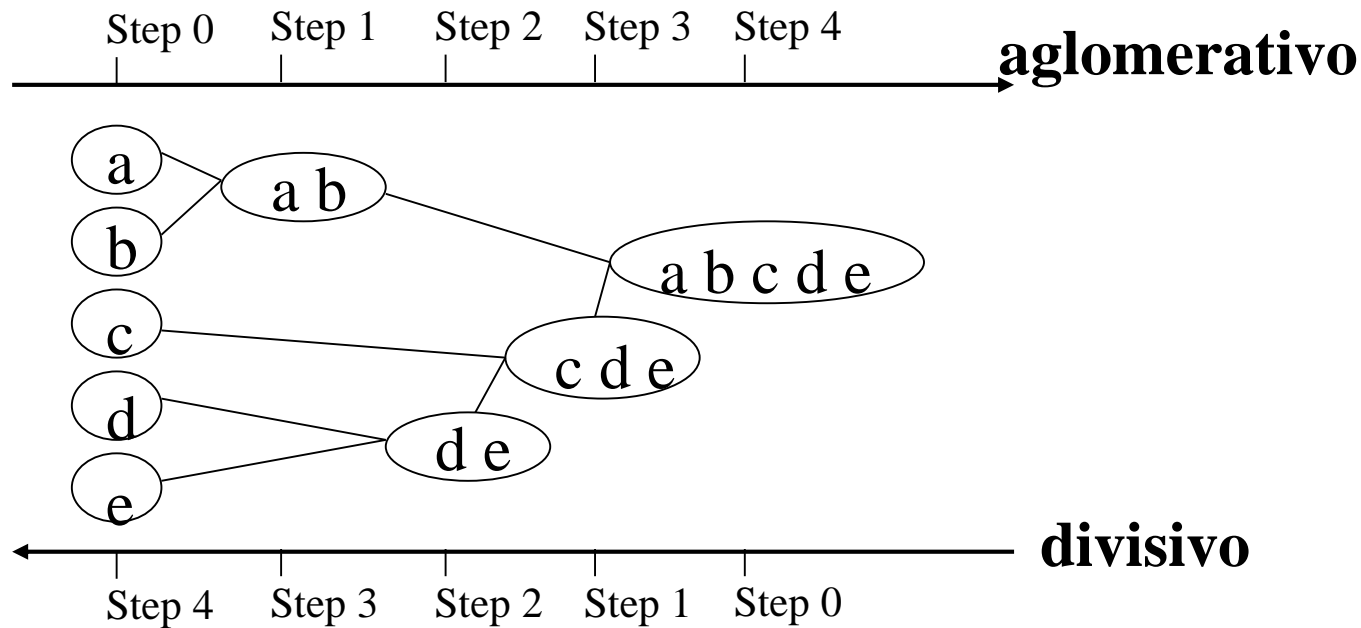 Step 0 Step 1 Step 2 Step 3 Step 4
aglomerativo
a
a b
b
a b c d e
c
c d e
d
d e
e
divisivo
Step 4 Step 3 Step 2 Step 1 Step 0